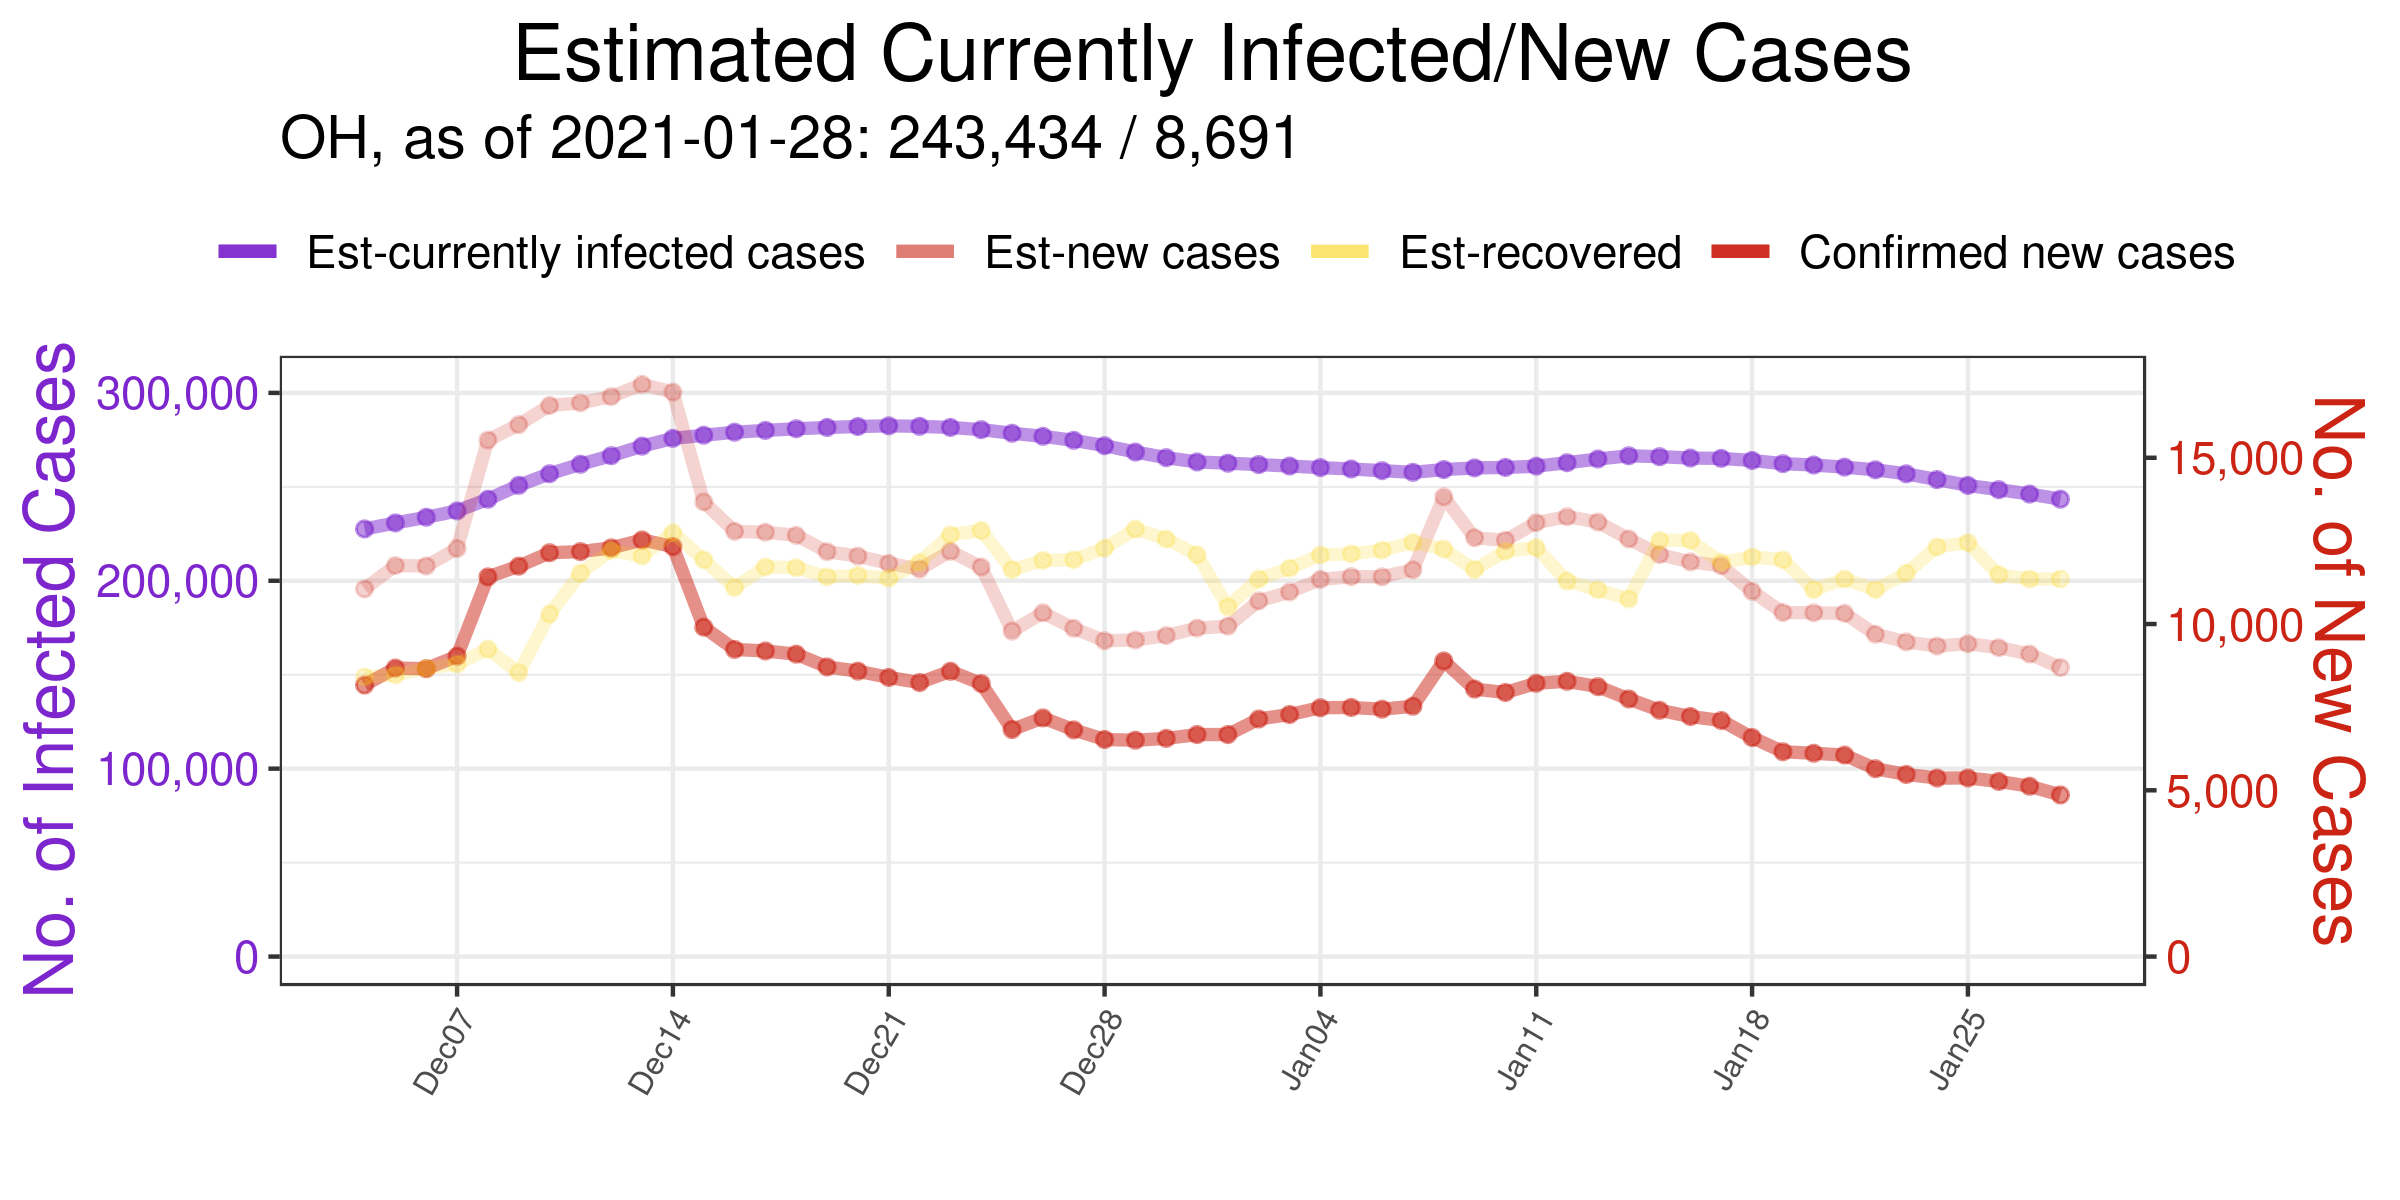 Estimated Currently Infected/New Cases
OH, as of 2021-01-28: 243,434 / 8,691
Est-currently infected cases Est-new cases Est-recovered Confirmed new cases
No. of Infected Cases
300,000
200,000
100,000
0
15,000
10,000
5,000
0
No. of New Cases
Dec07 Dec14 Dec21 Dec28 Jan04 Jan11 Jan18 Jan25